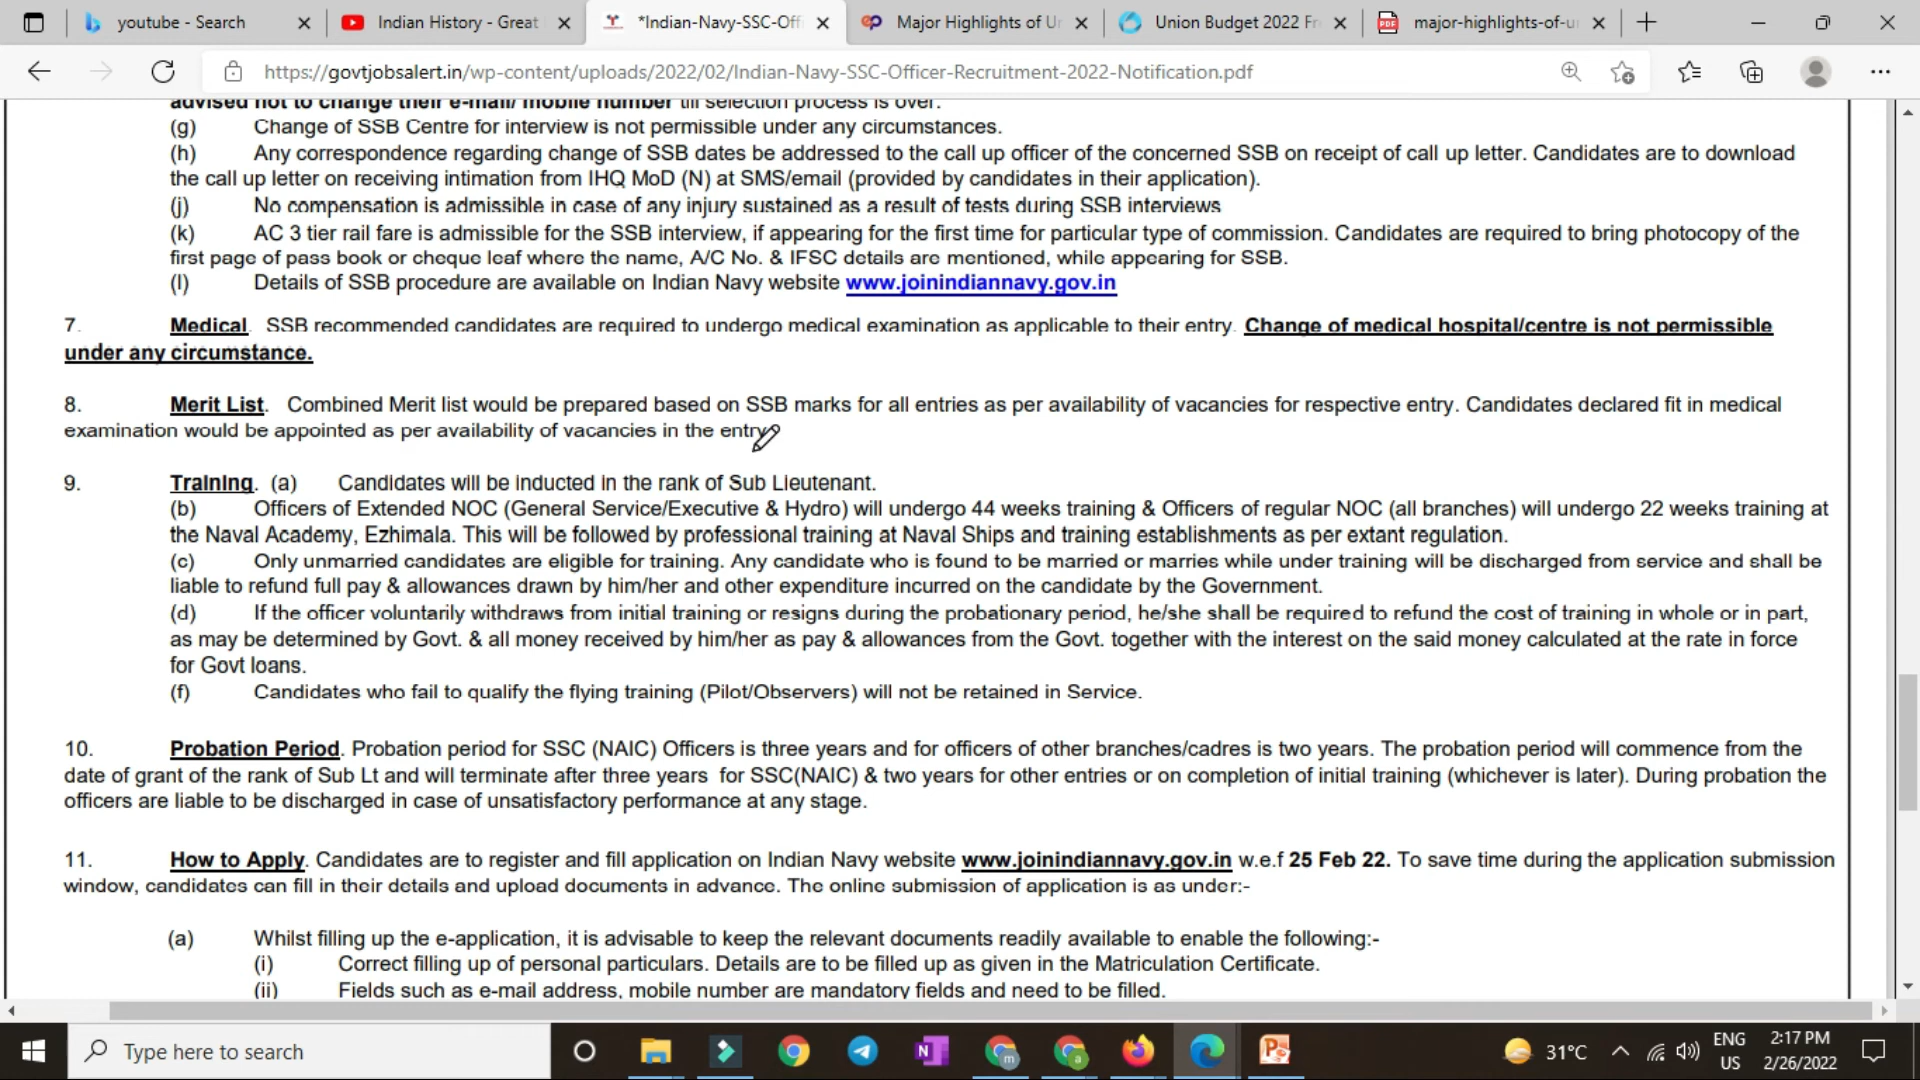 youtube - Search
Indian History - Great
*Indian-Navy-SSC-Off
Major Highlights of Ur
Union Budget 2022 Fr
major-highlights-of-u
https://govtjobsalert.in/wp-content/uploads/2022/02/Indian-Navy-SSC-Officer-Recruitment-2022-Notification.pdf
advised not to change their e-mail/ mobile number till selection process is over.
(g) Change of SSB Centre for interview is not permissible under any circumstances.
(h) Any correspondence regarding change of SSB dates be addressed to the call up officer of the concerned SSB on receipt of call up letter. Candidates are to download
the call up letter on receiving intimation from IHQ MoD (N) at SMS/email (provided by candidates in their application).
(j) No compensation is admissible in case of any injury sustained as a result of tests during SSB interviews
(k) AC 3 tier rail fare is admissible for the SSB interview, if appearing for the first time for particular type of commission. Candidates are required to bring photocopy of the
first page of pass book or cheque leaf where the name, A/C No. & IFSC details are mentioned, while appearing for SSB.
(l) Details of SSB procedure are available on Indian Navy website www.joinindiannavy.gov.in
7. Medical. SSB recommended candidates are required to undergo medical examination as applicable to their entry. Change of medical hospital/centre is not permissible
under any circumstance.
8. Merit List. Combined Merit list would be prepared based on SSB marks for all entries as per availability of vacancies for respective entry. Candidates declared fit in medical
examination would be appointed as per availability of vacancies in the entry.
9. Training. (a) Candidates will be inducted in the rank of Sub Lieutenant.
(b) Officers of Extended NOC (General Service/Executive & Hydro) will undergo 44 weeks training & Officers of regular NOC (all branches) will undergo 22 weeks training at
the Naval Academy, Ezhimala. This will be followed by professional training at Naval Ships and training establishments as per extant regulation.
(c) Only unmarried candidates are eligible for training. Any candidate who is found to be married or marries while under training will be discharged from service and shall be
liable to refund full pay & allowances drawn by him/her and other expenditure incurred on the candidate by the Government.
(d) If the officer voluntarily withdraws from initial training or resigns during the probationary period, he/she shall be required to refund the cost of training in whole or in part,
as may be determined by Govt. & all money received by him/her as pay & allowances from the Govt. together with the interest on the said money calculated at the rate in force
for Govt loans.
(f) Candidates who fail to qualify the flying training (Pilot/Observers) will not be retained in Service.
10. Probation Period. Probation period for SSC (NAIC) Officers is three years and for officers of other branches/cadres is two years. The probation period will commence from the
date of grant of the rank of Sub Lt and will terminate after three years for SSC(NAIC) & two years for other entries or on completion of initial training (whichever is later). During probation the
officers are liable to be discharged in case of unsatisfactory performance at any stage.
11. How to Apply. Candidates are to register and fill application on Indian Navy website www.joinindiannavy.gov.in w.e.f 25 Feb 22. To save time during the application submission
window, candidates can fill in their details and upload documents in advance. The online submission of application is as under:-
(a) Whilst filling up the e-application, it is advisable to keep the relevant documents readily available to enable the following:-
(i) Correct filling up of personal particulars. Details are to be filled up as given in the Matriculation Certificate.
(ii) Fields such as e-mail address, mobile number are mandatory fields and need to be filled.
Type here to search
31°C
ENG
US
2:17 PM
2/26/2022